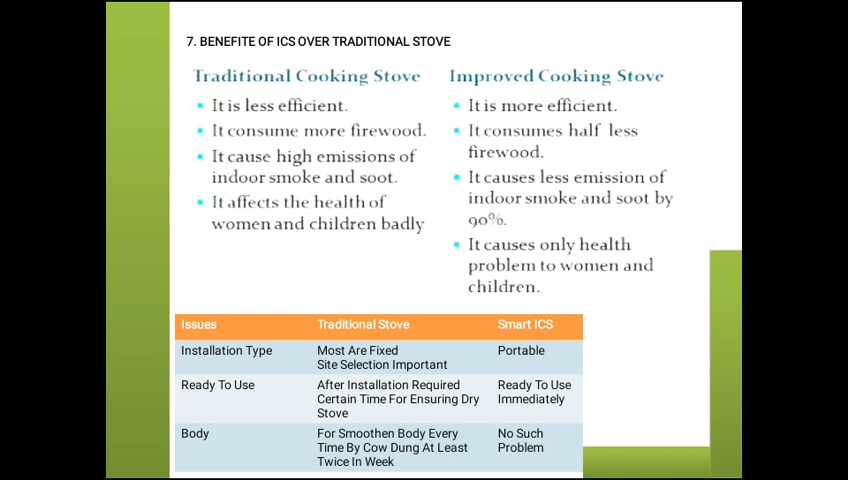 7. BENEFITE OF ICS OVER TRADITIONAL STOVE
Traditional Cooking Stove
It is less efficient.
It consume more firewood.
It cause high emissions of
indoor smoke and soot.
It affects the health of
women and children badly
Improved Cooking Stove
It is more efficient.
It consumes half less
firewood.
It causes less emission of
indoor smoke and soot by
90%.
It causes only health
problem to women and
children.
Issues Traditional Stove Smart ICS
Installation Type Most Are Fixed Portable
Site Selection Important
Ready To Use After Installation Required Ready To Use
Certain Time For Ensuring Dry Immediately
Stove
Body For Smoothen Body Every No Such
Time By Cow Dung At Least Problem
Twice In Week